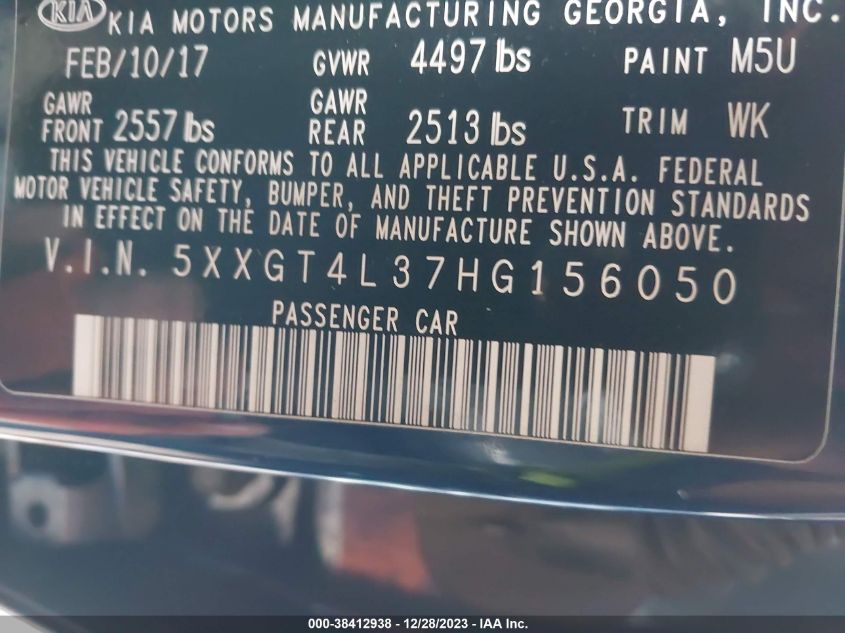 KIA KIA MOTORS MANUFACTURING GEORGIA, INC.
FEB/10/17 GVWR 4497 lbs PAINT M5U
GAWR FRONT 2557 lbs GAWR REAR 2513 lbs TRIM WK
THIS VEHICLE CONFORMS TO ALL APPLICABLE U.S.A. FEDERAL
MOTOR VEHICLE SAFETY, BUMPER, AND THEFT PREVENTION STANDARDS
IN EFFECT ON THE DATE OF MANUFACTURE SHOWN ABOVE.
V.I.N. 5XXGT4L37HG156050
PASSENGER CAR
000-38412938 - 12/28/2023 - IAA Inc.